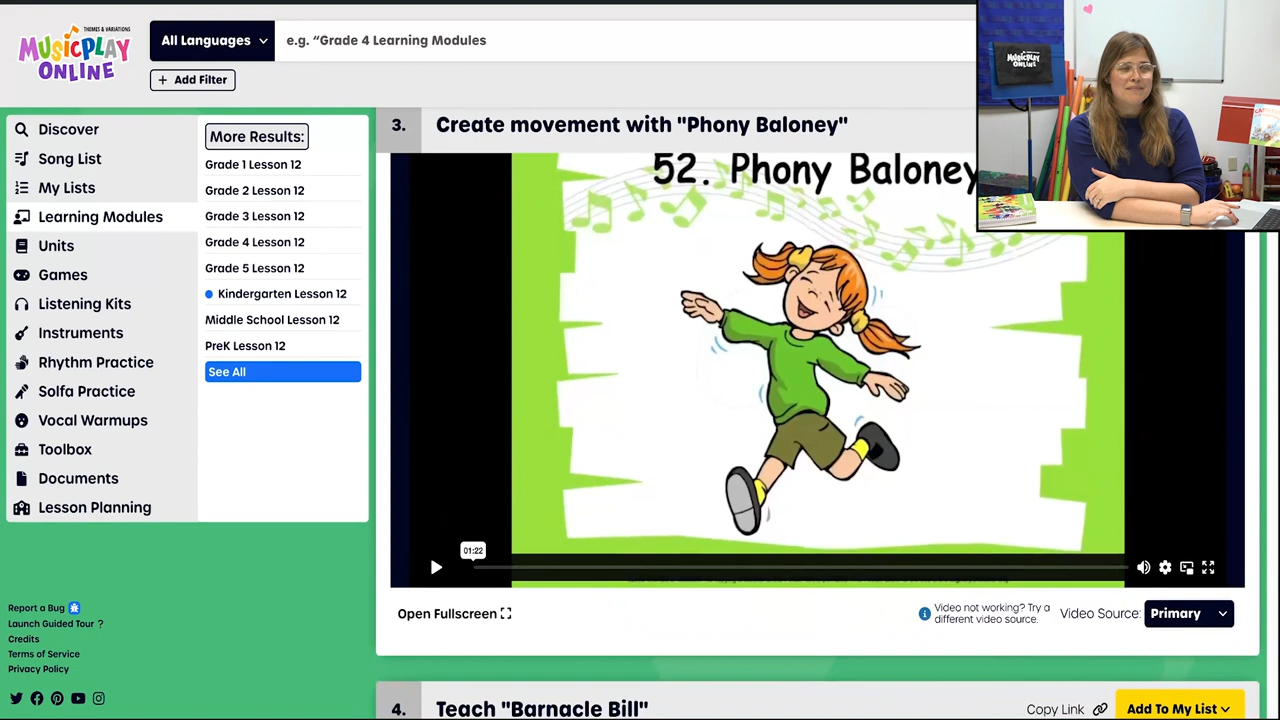 THEMES & VARIATIONS
MUSICPLAY
ONLINE
All Languages
e.g. “Grade 4 Learning Modules
+ Add Filter
MUSICPLAY
ONLINE
Discover
Song List
My Lists
Learning Modules
Units
Games
Listening Kits
Instruments
Rhythm Practice
Solfa Practice
Vocal Warmups
Toolbox
Documents
Lesson Planning
More Results:
Grade 1 Lesson 12
Grade 2 Lesson 12
Grade 3 Lesson 12
Grade 4 Lesson 12
Grade 5 Lesson 12
Kindergarten Lesson 12
Middle School Lesson 12
PreK Lesson 12
See All
3. Create movement with "Phony Baloney"
52. Phony Baloney
01:22
Open Fullscreen
Video not working? Try a
different video source.
Video Source: Primary
4. Teach "Barnacle Bill"
Copy Link
Add To My List
Report a Bug
Launch Guided Tour ?
Credits
Terms of Service
Privacy Policy